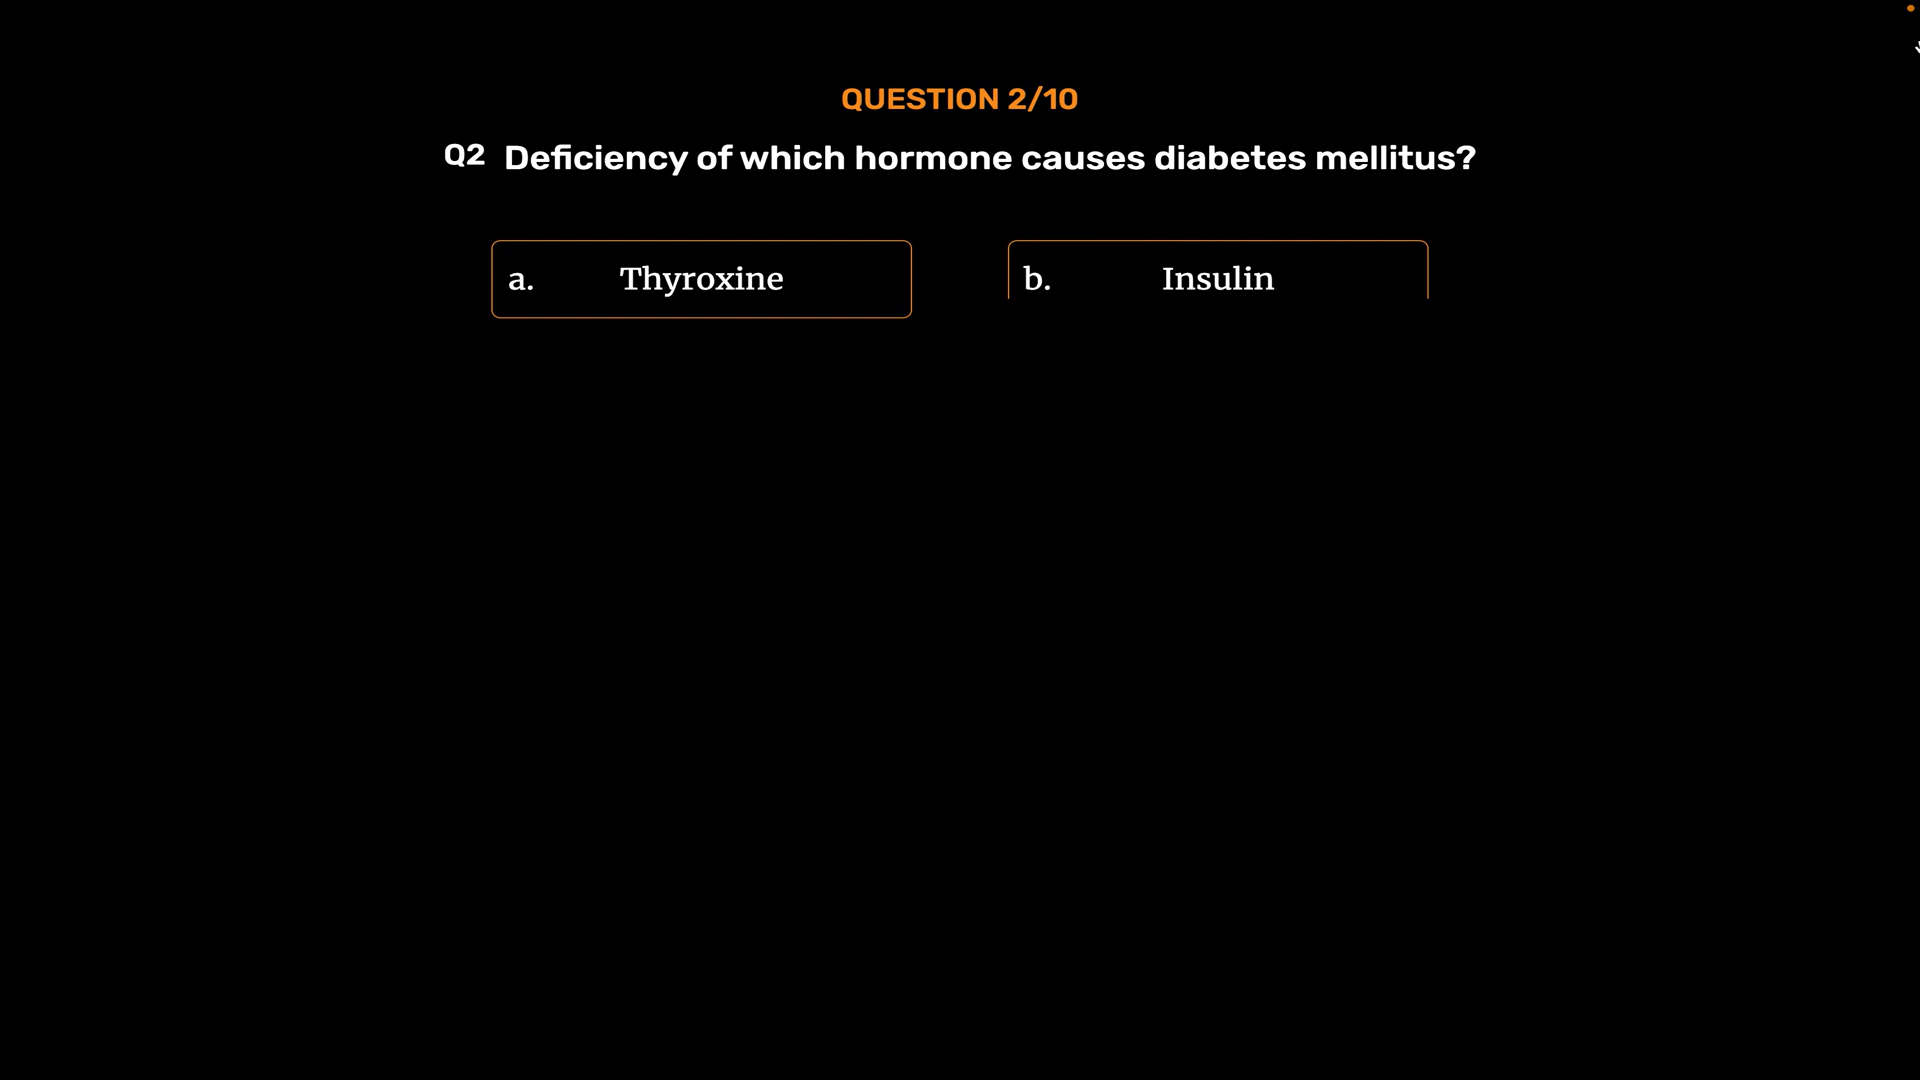 QUESTION 2/10
Q2 Deficiency of which hormone causes diabetes mellitus?
a. Thyroxine
b. Insulin